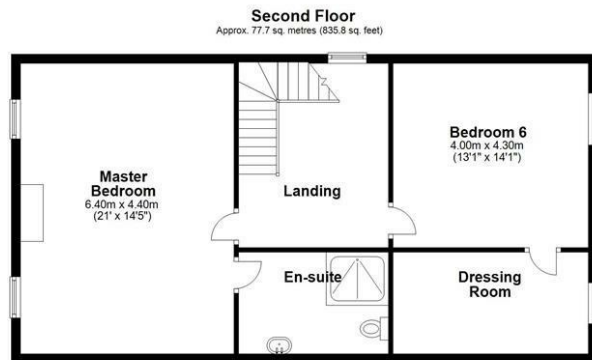 Second Floor
Approx. 77.7 sq. metres (835.8 sq. feet)
Master
Bedroom
6.40m x 4.40m
(21' x 14'5")
Landing
Bedroom 6
4.00m x 4.30m
(13'1" x 14'1")
En-suite
Dressing
Room